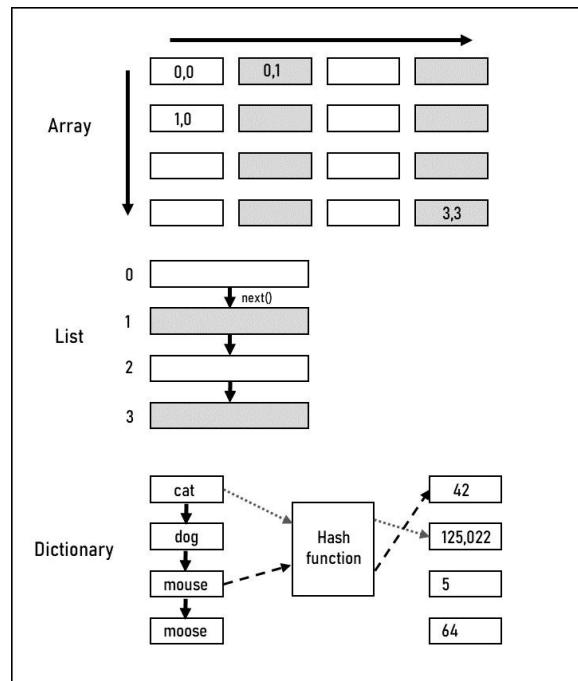 0,0 0,1
1,0
Array
3,3
0
next()
1
List
2
3
cat 42
dog Hash function 125,022
Dictionary
mouse 5
moose 64